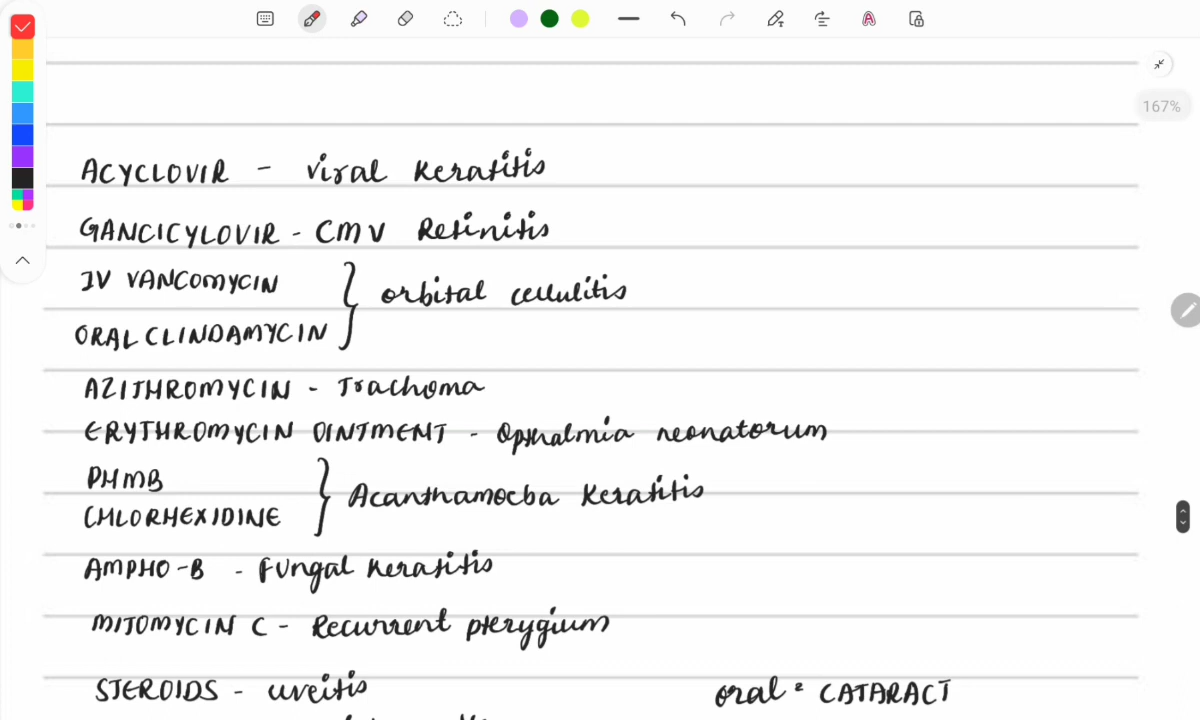 167%
ACYCLOVIR - viral keratitis
GANCICYLOVIR - CMV Retinitis
IV VANCOMYCIN
ORAL CLINDAMYCIN } orbital cellulitis
AZITHROMYCIN - Trachoma
ERYTHROMYCIN OINTMENT - Opthalmia neonatorum
PHMB
CHLORHEXIDINE } Acanthamoeba keratitis
AMPHO-B - Fungal keratitis
MITOMYCIN C - Recurrent pterygium
STEROIDS - uveitis oral = CATARACT